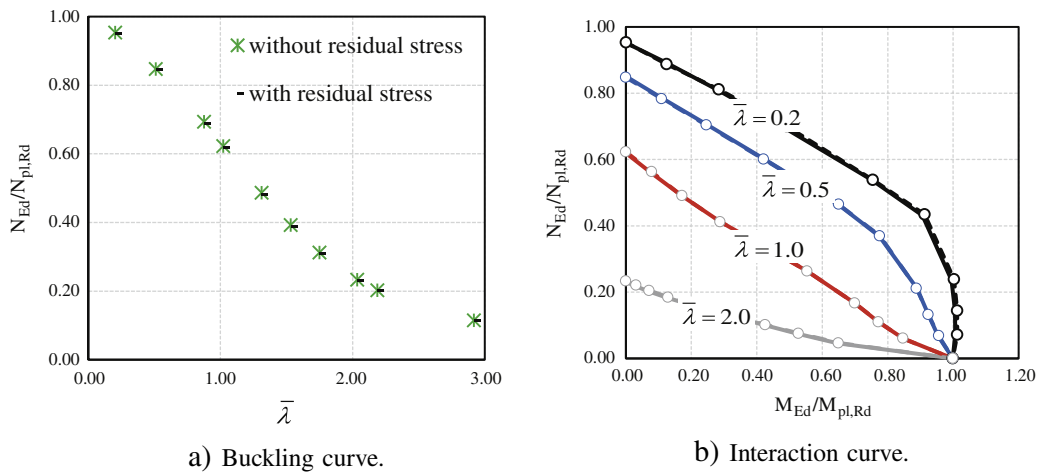 1.00
0.80
0.60
0.40
0.20
0.00
N_Ed/N_pl,Rd
without residual stress
with residual stress
0.00 1.00 2.00 3.00
λ̅
a) Buckling curve.
1.00
0.80
0.60
0.40
0.20
0.00
N_Ed/N_pl,Rd
λ̅ = 0.2
λ̅ = 0.5
λ̅ = 1.0
λ̅ = 2.0
0.00 0.20 0.40 0.60 0.80 1.00 1.20
M_Ed/M_pl,Rd
b) Interaction curve.